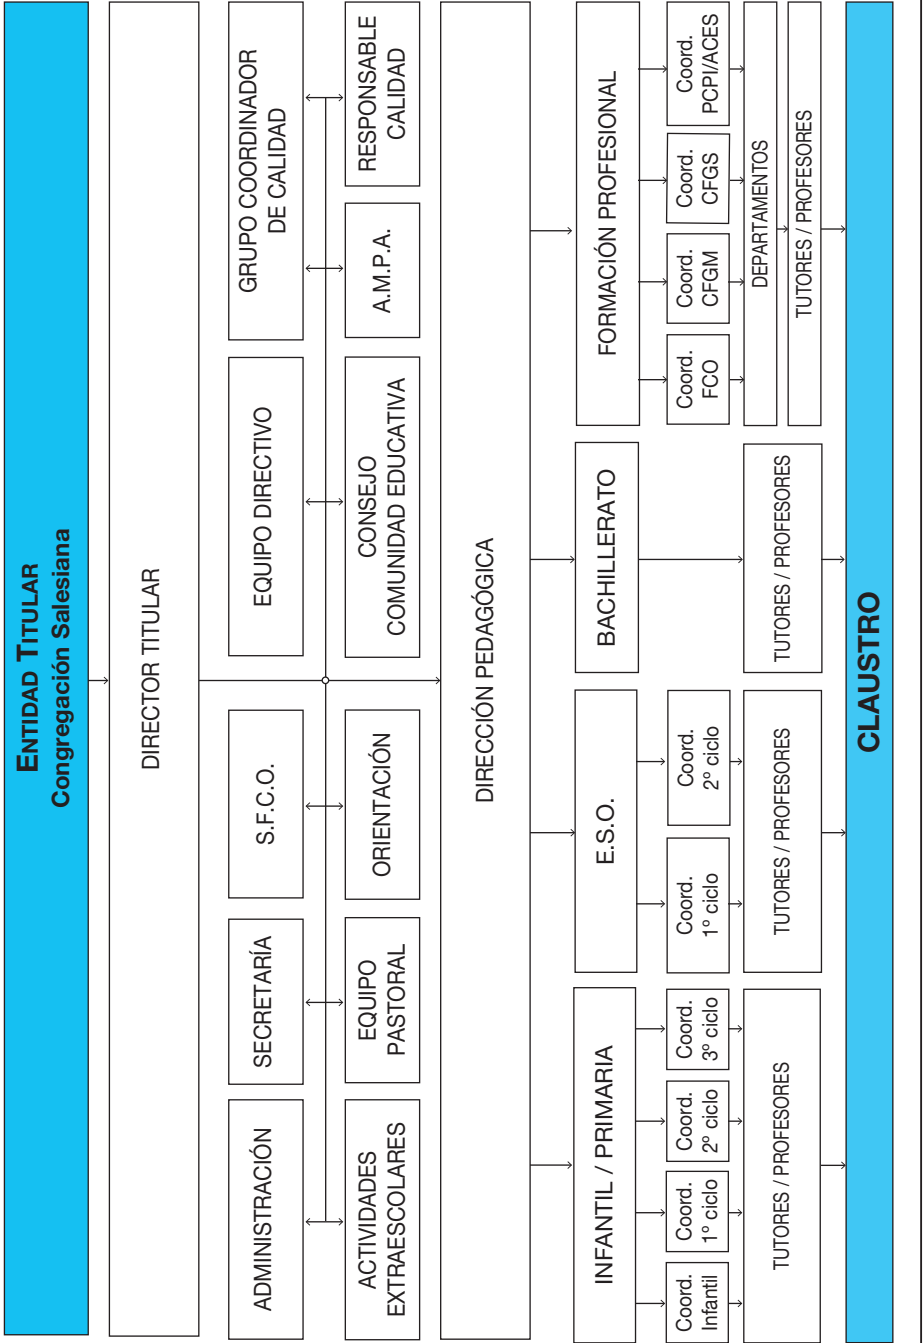 ENTIDAD TITULAR
Congregación Salesiana
DIRECTOR TITULAR
ADMINISTRACIÓN
SECRETARÍA
S.F.C.O.
EQUIPO DIRECTIVO
GRUPO COORDINADOR
DE CALIDAD
ACTIVIDADES
EXTRAESCOLARES
EQUIPO
PASTORAL
ORIENTACIÓN
CONSEJO
COMUNIDAD EDUCATIVA
A.M.P.A.
RESPONSABLE
CALIDAD
DIRECCIÓN PEDAGÓGICA
INFANTIL / PRIMARIA
E.S.O.
BACHILLERATO
FORMACIÓN PROFESIONAL
Coord.
Infantil
Coord.
1º ciclo
Coord.
2º ciclo
Coord.
3º ciclo
Coord.
1º ciclo
Coord.
2º ciclo
Coord.
FCO
Coord.
CFGM
Coord.
CFGS
Coord.
PCPI/ACES
DEPARTAMENTOS
TUTORES / PROFESORES
TUTORES / PROFESORES
TUTORES / PROFESORES
TUTORES / PROFESORES
CLAUSTRO